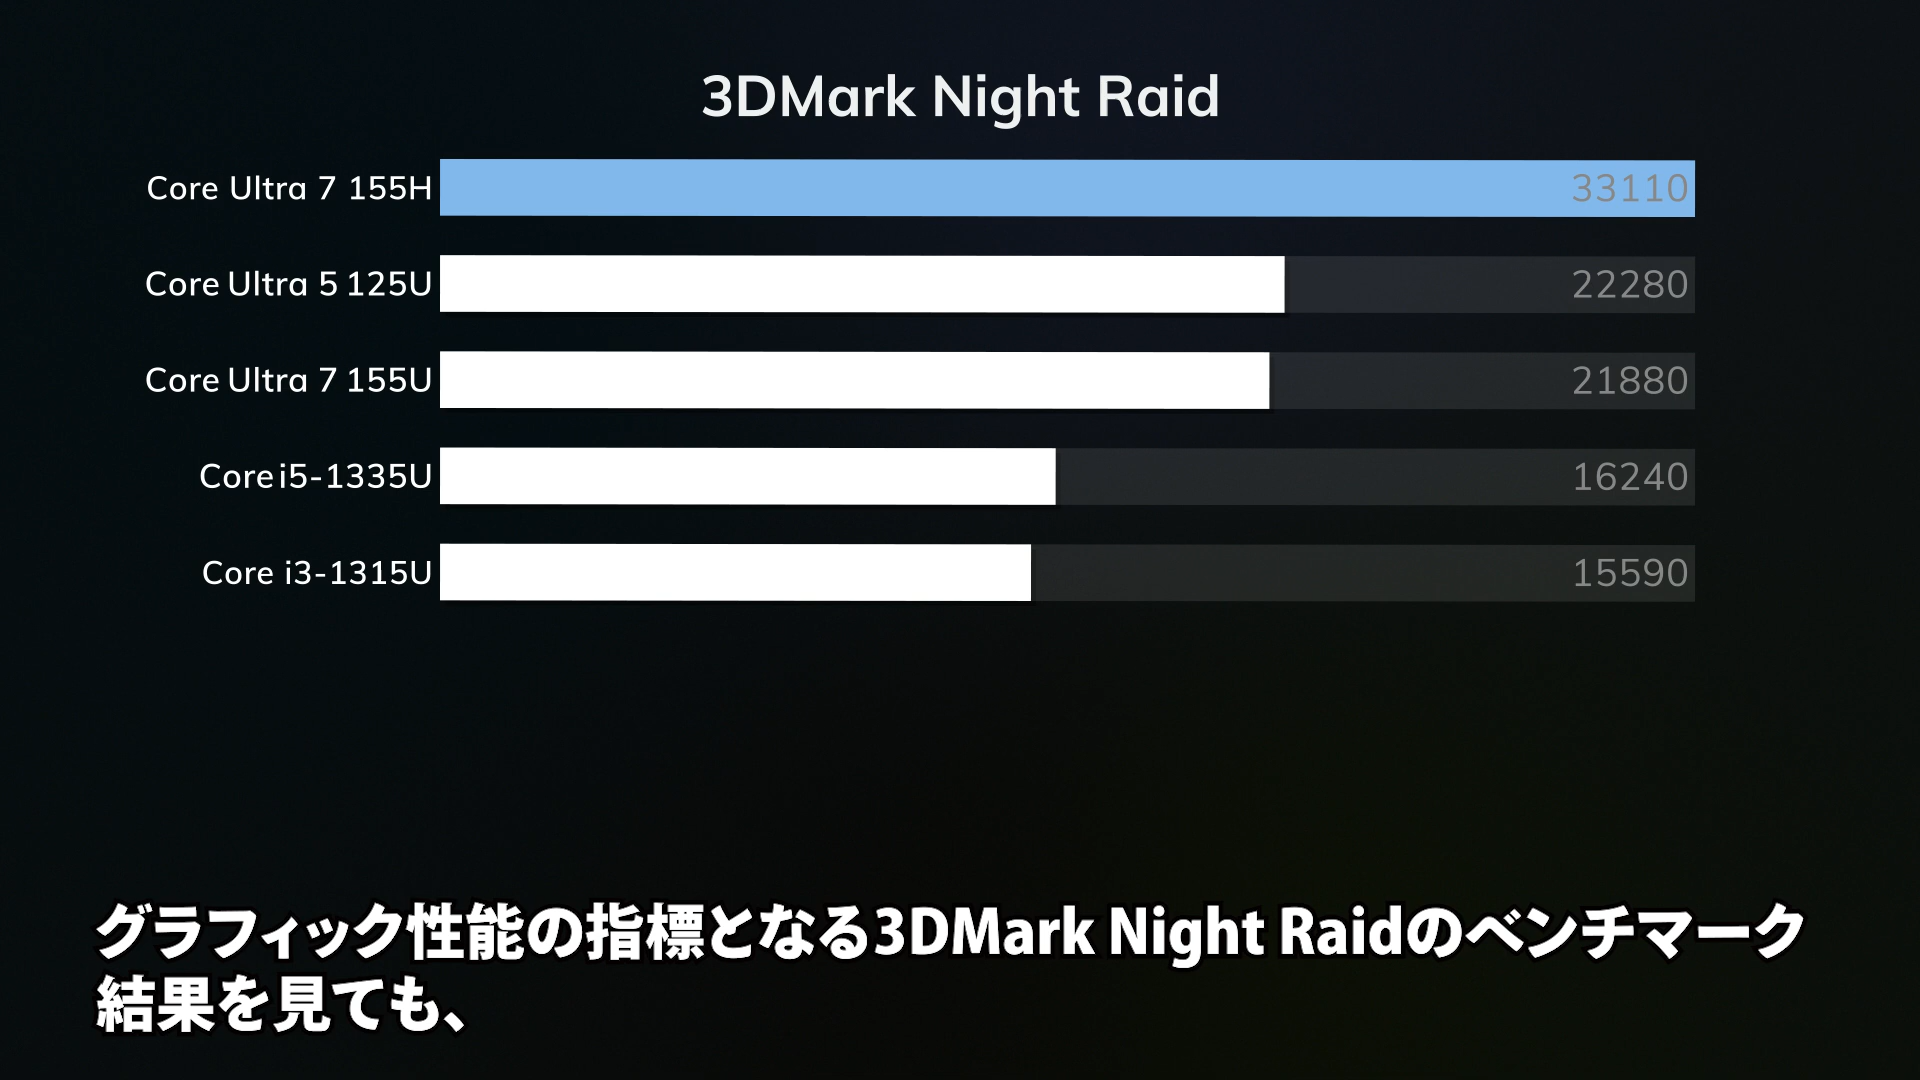 3DMark Night Raid
Core Ultra 7 155H 33110
Core Ultra 5 125U 22280
Core Ultra 7 155U 21880
Core i5-1335U 16240
Core i3-1315U 15590
グラフィック性能の指標となる3DMark Night Raidのベンチマーク
結果を見ても、